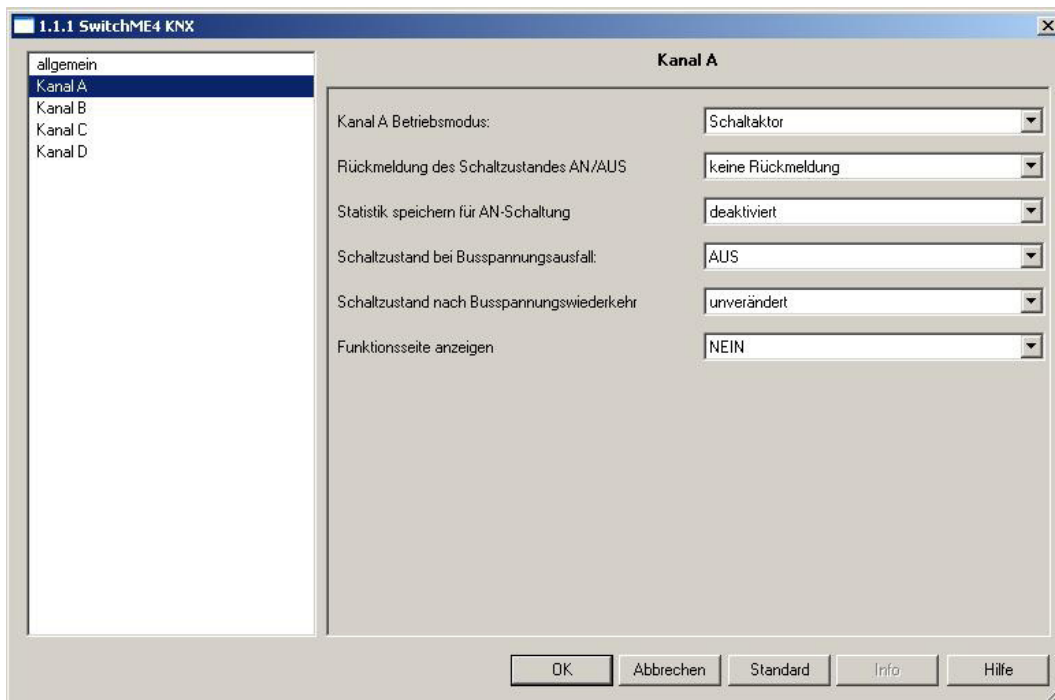 1.1.1 SwitchME4 KNX
allgemein
Kanal A
Kanal B
Kanal C
Kanal D
Kanal A
Kanal A Betriebsmodus: Schaltaktor
Rückmeldung des Schaltzustandes AN/AUS keine Rückmeldung
Statistik speichern für AN-Schaltung deaktiviert
Schaltzustand bei Busspannungsausfall: AUS
Schaltzustand nach Busspannungswiederkehr unverändert
Funktionsseite anzeigen NEIN
OK Abbrechen Standard Info Hilfe